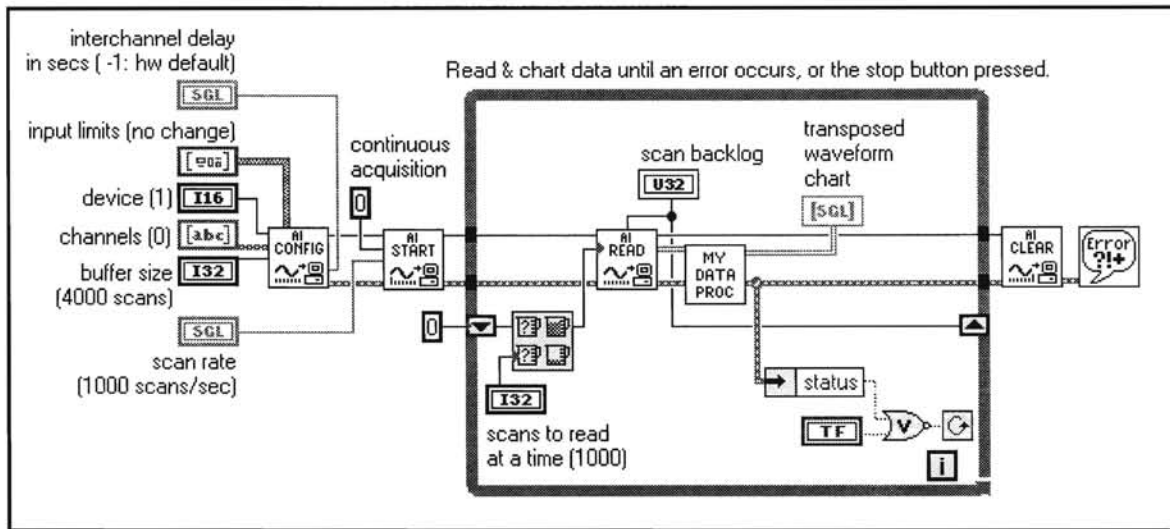 interchannel delay
in secs ( -1: hw default)
SGL
input limits (no change)
device (1)
I16
channels (0)
[abc]
buffer size
I32
(4000 scans)
SGL
scan rate
(1000 scans/sec)
AI
CONFIG
continuous
acquisition
0
AI
START
0
Read & chart data until an error occurs, or the stop button pressed.
scan backlog
U32
transposed
waveform
chart
[SGL]
AI
READ
MY
DATA
PROC
I32
scans to read
at a time (1000)
status
TF
V
i
AI
CLEAR
Error
?!+